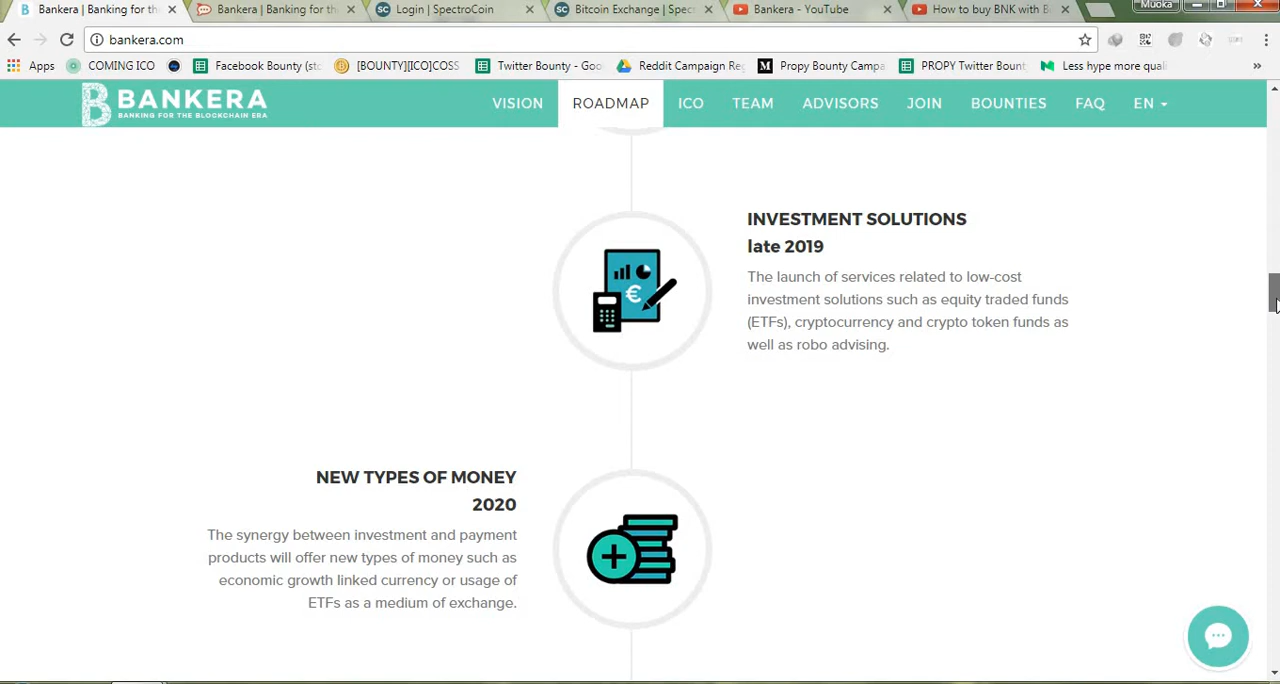 Bankera | Banking for th
Bankera | Banking for th
Login | SpectroCoin
Bitcoin Exchange | Spec
Bankera - YouTube
How to buy BNK with B
Muoka
bankera.com
Apps
COMING ICO
Facebook Bounty (st
[BOUNTY][ICO]COSS
Twitter Bounty - Goo
Reddit Campaign Re
Propy Bounty Campa
PROPY Twitter Bount
Less hype more quali
»
BANKERA
BANKING FOR THE BLOCKCHAIN ERA
VISION
ROADMAP
ICO
TEAM
ADVISORS
JOIN
BOUNTIES
FAQ
EN
INVESTMENT SOLUTIONS
late 2019
The launch of services related to low-cost
investment solutions such as equity traded funds
(ETFs), cryptocurrency and crypto token funds as
well as robo advising.
€
NEW TYPES OF MONEY
2020
The synergy between investment and payment
products will offer new types of money such as
economic growth linked currency or usage of
ETFs as a medium of exchange.